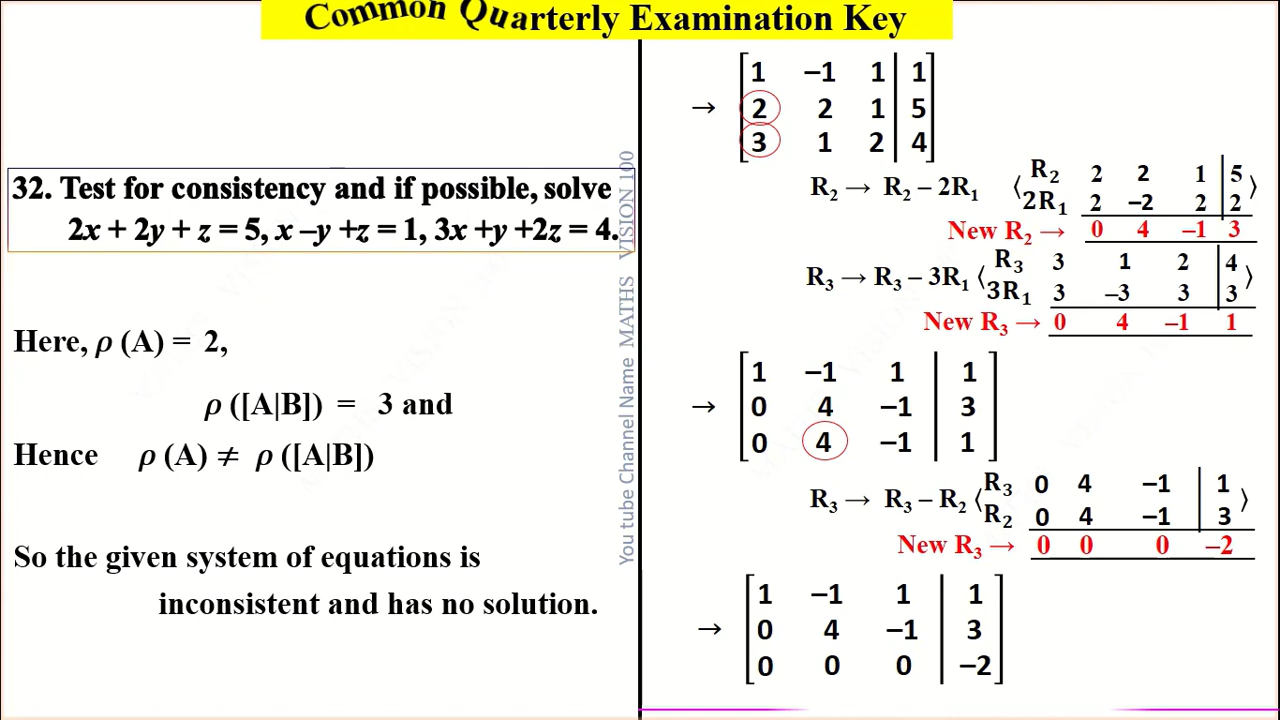 Common Quarterly Examination Key
32. Test for consistency and if possible, solve
2x + 2y + z = 5, x –y +z = 1, 3x +y +2z = 4.
Here, ρ (A) = 2,
ρ ([A|B]) = 3 and
Hence ρ (A) ≠ ρ ([A|B])
So the given system of equations is
inconsistent and has no solution.
You tube Channel Name MATHS VISION 100
1 –1 1 | 1
→ 2 2 1 | 5
3 1 2 | 4
R₂ → R₂ – 2R₁ ⟨ R₂ 2 2 1 | 5 ⟩
2R₁ 2 –2 2 | 2
New R₂ → 0 4 –1 3
R₃ → R₃ – 3R₁ ⟨ R₃ 3 1 2 | 4 ⟩
3R₁ 3 –3 3 | 3
New R₃ → 0 4 –1 1
1 –1 1 | 1
→ 0 4 –1 | 3
0 4 –1 | 1
R₃ → R₃ – R₂ ⟨ R₃ 0 4 –1 | 1 ⟩
R₂ 0 4 –1 | 3
New R₃ → 0 0 0 –2
1 –1 1 | 1
→ 0 4 –1 | 3
0 0 0 | –2